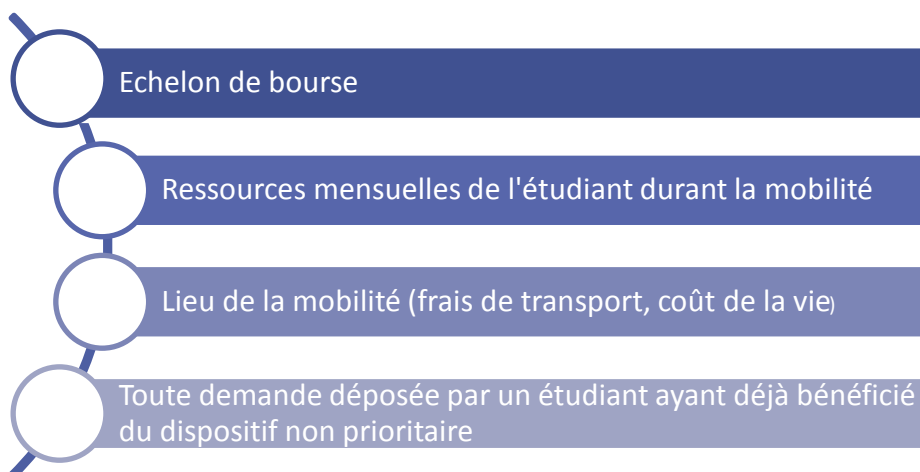 Echelon de bourse
Ressources mensuelles de l'étudiant durant la mobilité
Lieu de la mobilité (frais de transport, coût de la vie)
Toute demande déposée par un étudiant ayant déjà bénéficié
du dispositif non prioritaire